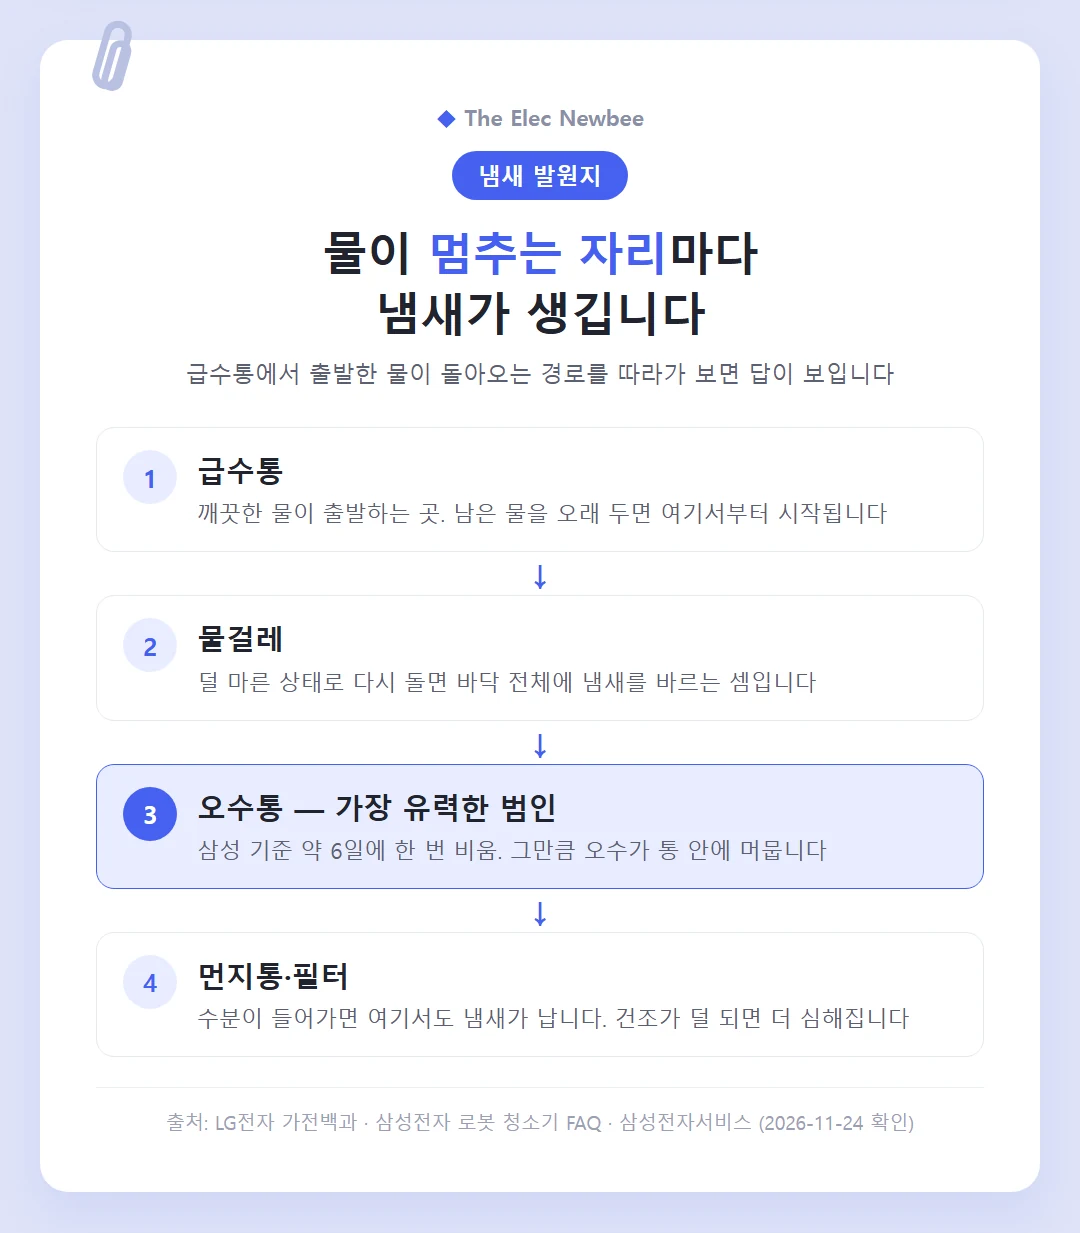 The Elec Newbee
냄새 발원지
물이 멈추는 자리마다
냄새가 생깁니다
급수통에서 출발한 물이 돌아오는 경로를 따라가 보면 답이 보입니다
1
급수통
깨끗한 물이 출발하는 곳. 남은 물을 오래 두면 여기서부터 시작됩니다
↓
2
물걸레
덜 마른 상태로 다시 돌면 바닥 전체에 냄새를 바르는 셈입니다
↓
3
오수통 — 가장 유력한 범인
삼성 기준 약 6일에 한 번 비움. 그만큼 오수가 통 안에 머뭅니다
↓
4
먼지통·필터
수분이 들어가면 여기서도 냄새가 납니다. 건조가 덜 되면 더 심해집니다
출처: LG전자 가전백과 · 삼성전자 로봇 청소기 FAQ · 삼성전자서비스 (2026-11-24 확인)